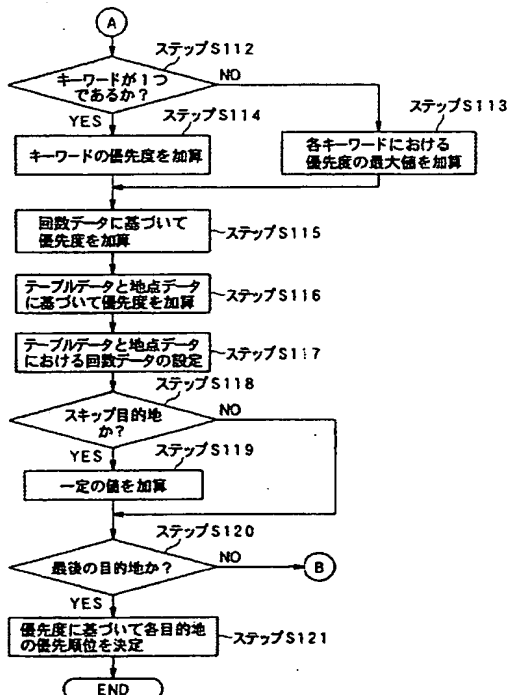 A
ステップS112
キーワードが1つ
であるか?
NO
YES
ステップS113
ステップS114
キーワードの優先度を加算
各キーワードにおける
優先度の最大値を加算
回数データに基づいて
優先度を加算
ステップS115
テーブルデータと地点データ
に基づいて優先度を加算
ステップS116
テーブルデータと地点データ
における回数データの設定
ステップS117
ステップS118
スキップ目的地
か?
NO
YES
ステップS119
一定の値を加算
ステップS120
最後の目的地か?
NO
B
YES
優先度に基づいて各目的地
の優先順位を決定
ステップS121
END